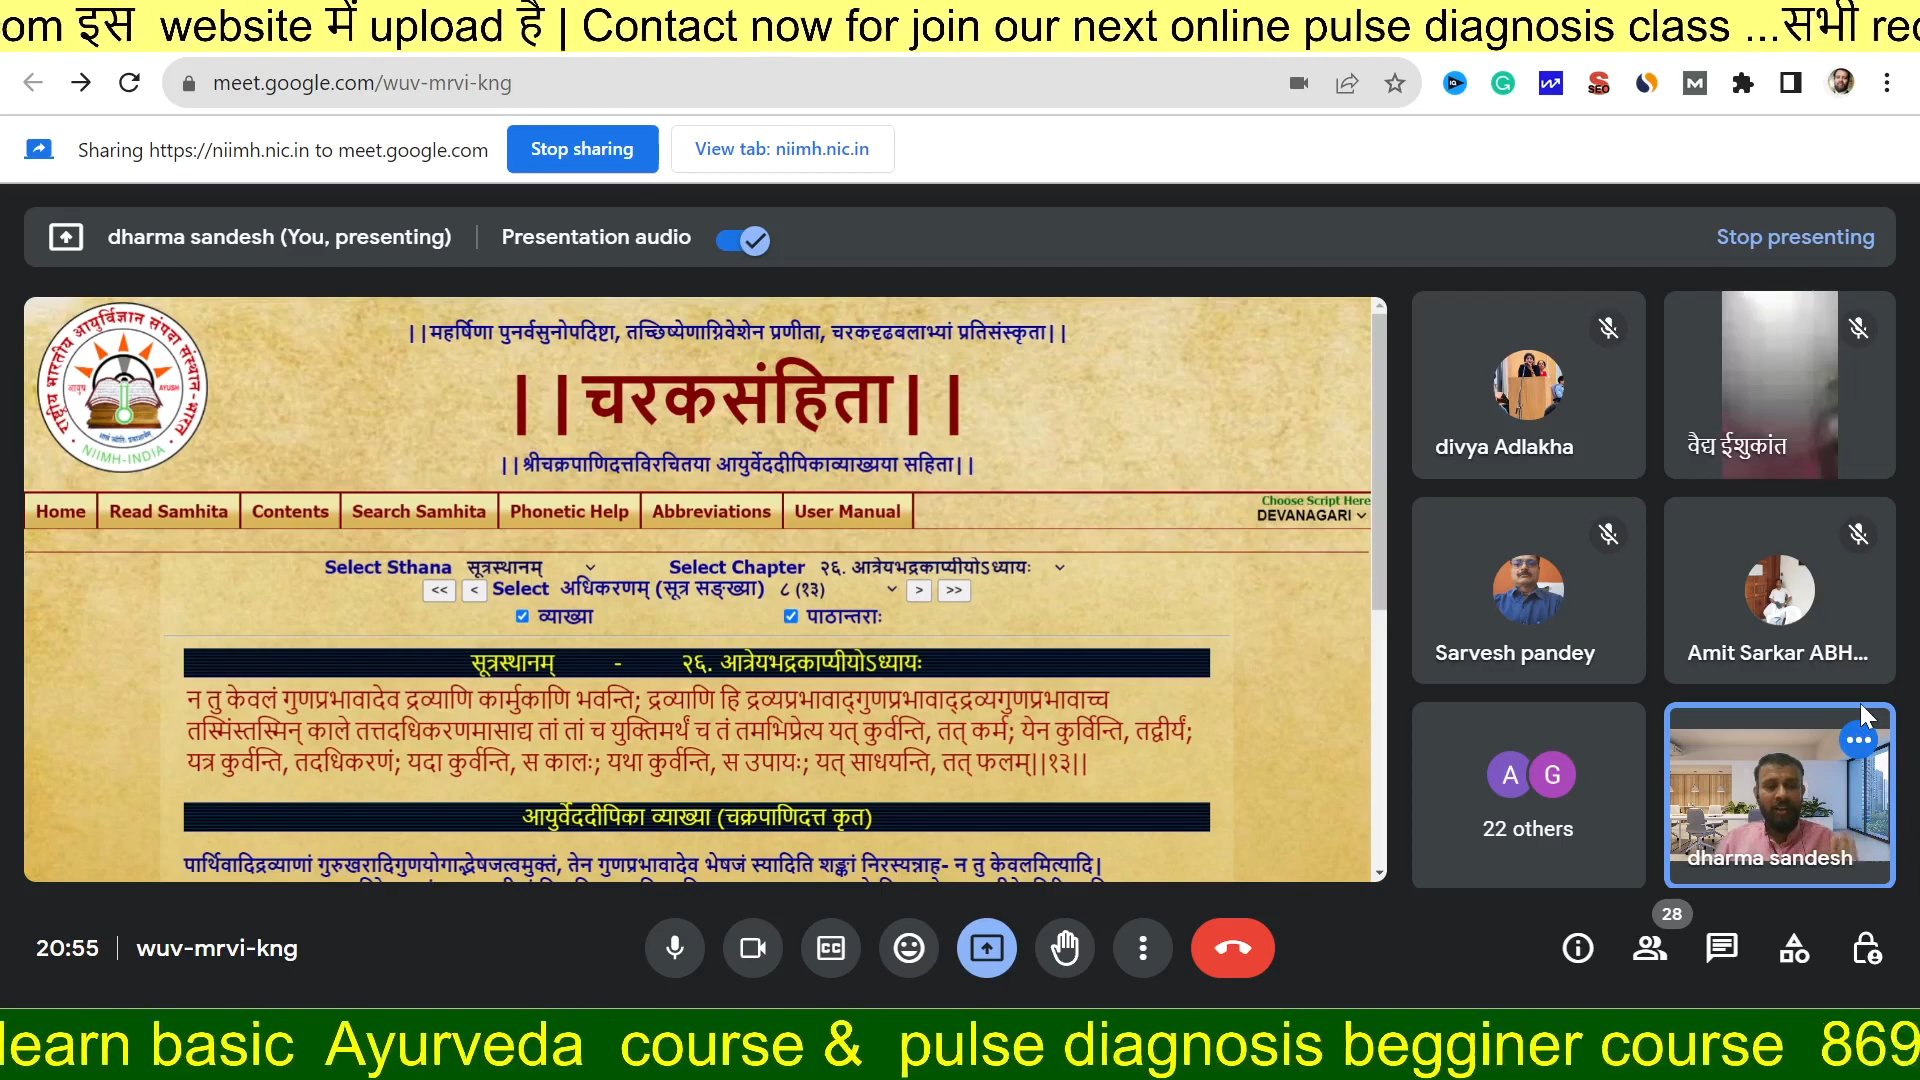 om इस website में upload है | Contact now for join our next online pulse diagnosis class ...सभी rec
meet.google.com/wuv-mrvi-kng
Sharing https://niimh.nic.in to meet.google.com
Stop sharing
View tab: niimh.nic.in
dharma sandesh (You, presenting)
Presentation audio
Stop presenting
राष्ट्रीय भारतीय आयुर्विज्ञान संपदा संस्थान-भारत
आयुष
AYUSH
NIIMH-INDIA
||महर्षिणा पुनर्वसुनोपदिष्टा, तच्छिष्येणाग्निवेशेन प्रणीता, चरकदृढबलाभ्यां प्रतिसंस्कृता||
||चरकसंहिता||
||श्रीचक्रपाणिदत्तविरचितया आयुर्वेददीपिकाव्याख्यया सहिता||
Home Read Samhita Contents Search Samhita Phonetic Help Abbreviations User Manual
Choose Script Here
DEVANAGARI
Select Sthana सूत्रस्थानम् Select Chapter २६. आत्रेयभद्रकाप्यीयोऽध्यायः
<< < Select अधिकरणम् (सूत्र सङ्ख्या) ८ (१३) > >>
व्याख्या पाठान्तराः
सूत्रस्थानम् - २६. आत्रेयभद्रकाप्यीयोऽध्यायः
न तु केवलं गुणप्रभावादेव द्रव्याणि कार्मुकाणि भवन्ति; द्रव्याणि हि द्रव्यप्रभावाद्गुणप्रभावाद्द्रव्यगुणप्रभावाच्च
तस्मिंस्तस्मिन् काले तत्तदधिकरणमासाद्य तां तां च युक्तिमर्थं च तं तमभिप्रेत्य यत् कुर्वन्ति, तत् कर्म; येन कुर्विन्ति, तद्वीर्यं;
यत्र कुर्वन्ति, तदधिकरणं; यदा कुर्वन्ति, स कालः; यथा कुर्वन्ति, स उपायः; यत् साधयन्ति, तत् फलम्||१३||
आयुर्वेददीपिका व्याख्या (चक्रपाणिदत्त कृत)
पार्थिवादिद्रव्याणां गुरुखरादिगुणयोगाद्भेषजत्वमुक्तं, तेन गुणप्रभावादेव भेषजं स्यादिति शङ्कां निरस्यन्नाह- न तु केवलमित्यादि|
divya Adlakha
वैद्य ईशुकांत
Sarvesh pandey
Amit Sarkar ABH...
A G
22 others
dharma sandesh
20:55 wuv-mrvi-kng
28
learn basic Ayurveda course & pulse diagnosis begginer course 869